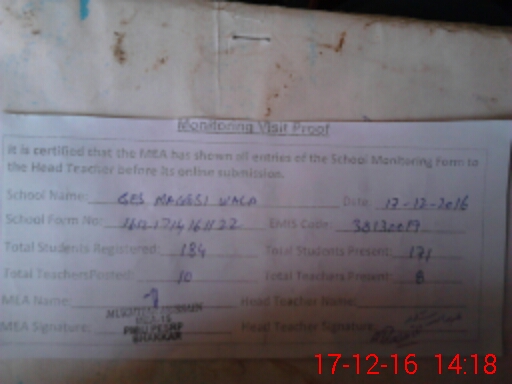 Monitoring Visit Proof
It is certified that the MEA has shown all entries of the School Monitoring Form to
the Head Teacher before its online submission.
School Name: GES Date: 17-12-2016
School Form No: EMIS Code: 38130019
Total Students Registered: 184 Total Students Present: 171
Total Teachers Posted: 10 Total Teachers Present: 8
MEA Name: Head Teacher Name:
MEA Signature: Head Teacher Signature
BHAKKAR
17-12-16 14:18